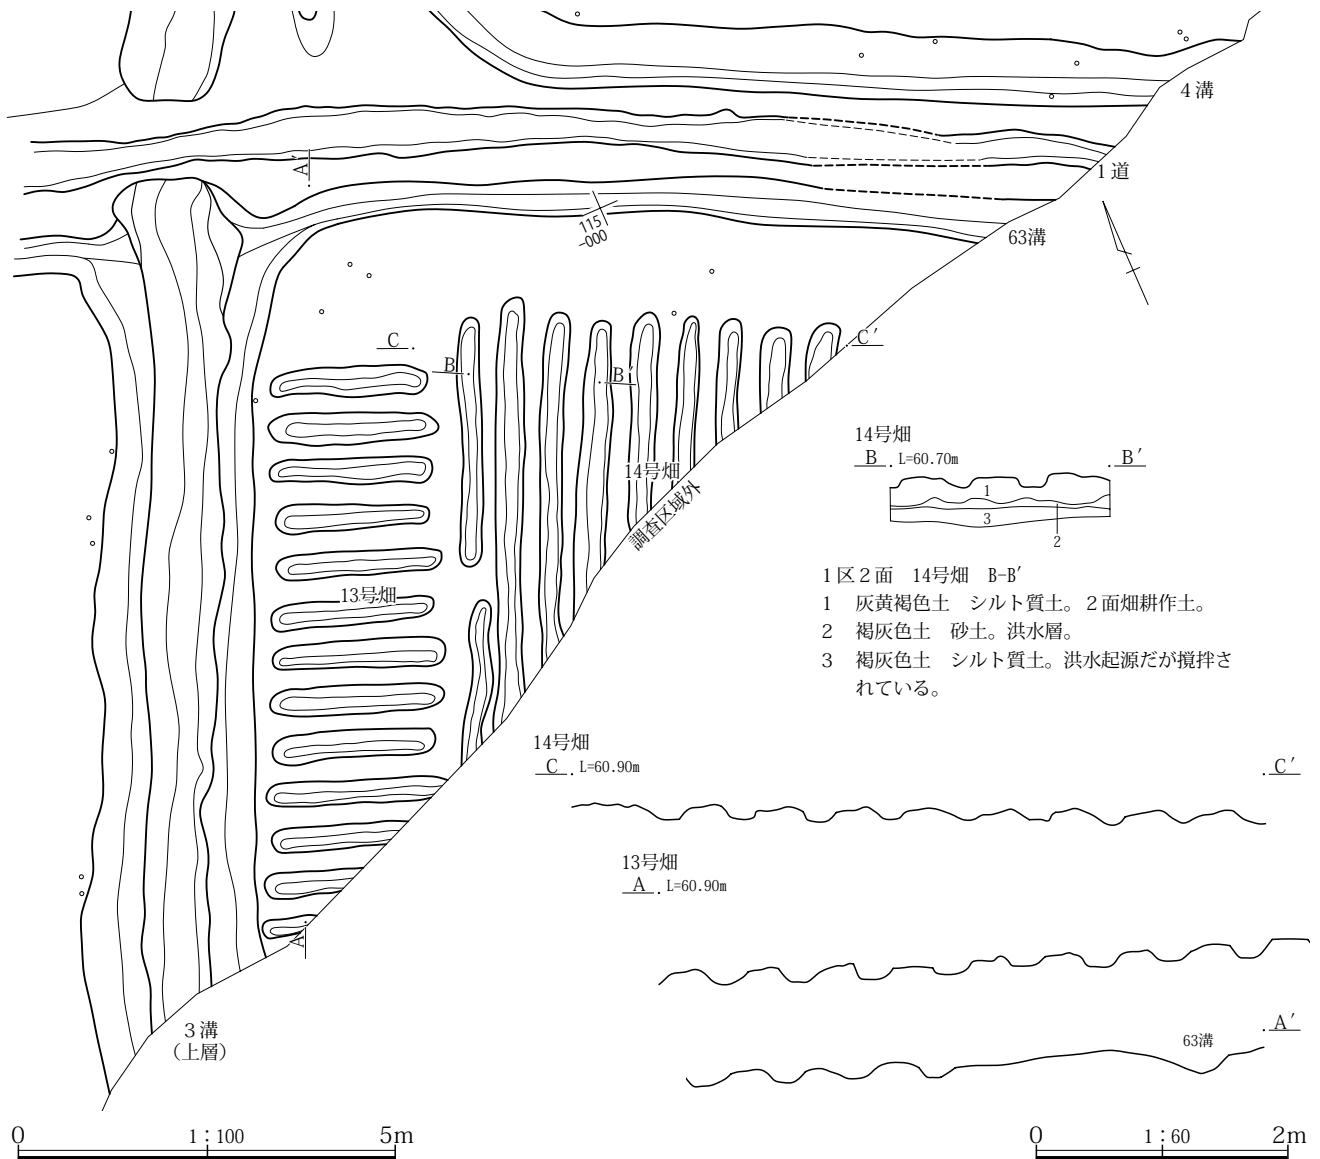 4溝
A′
1道
115
-000
63溝
C
C′
B
B′
14号畑
調査区域外
13号畑
A
3溝
(上層)
14号畑
B . L=60.70m
B′
1
3
2
1区2面　14号畑　B-B′
1　灰黄褐色土　シルト質土。2面畑耕作土。
2　褐灰色土　砂土。洪水層。
3　褐灰色土　シルト質土。洪水起源だが撹拌さ
れている。
14号畑
C . L=60.90m
C′
13号畑
A . L=60.90m
A′
63溝
0 1:100 5m
0 1:60 2m